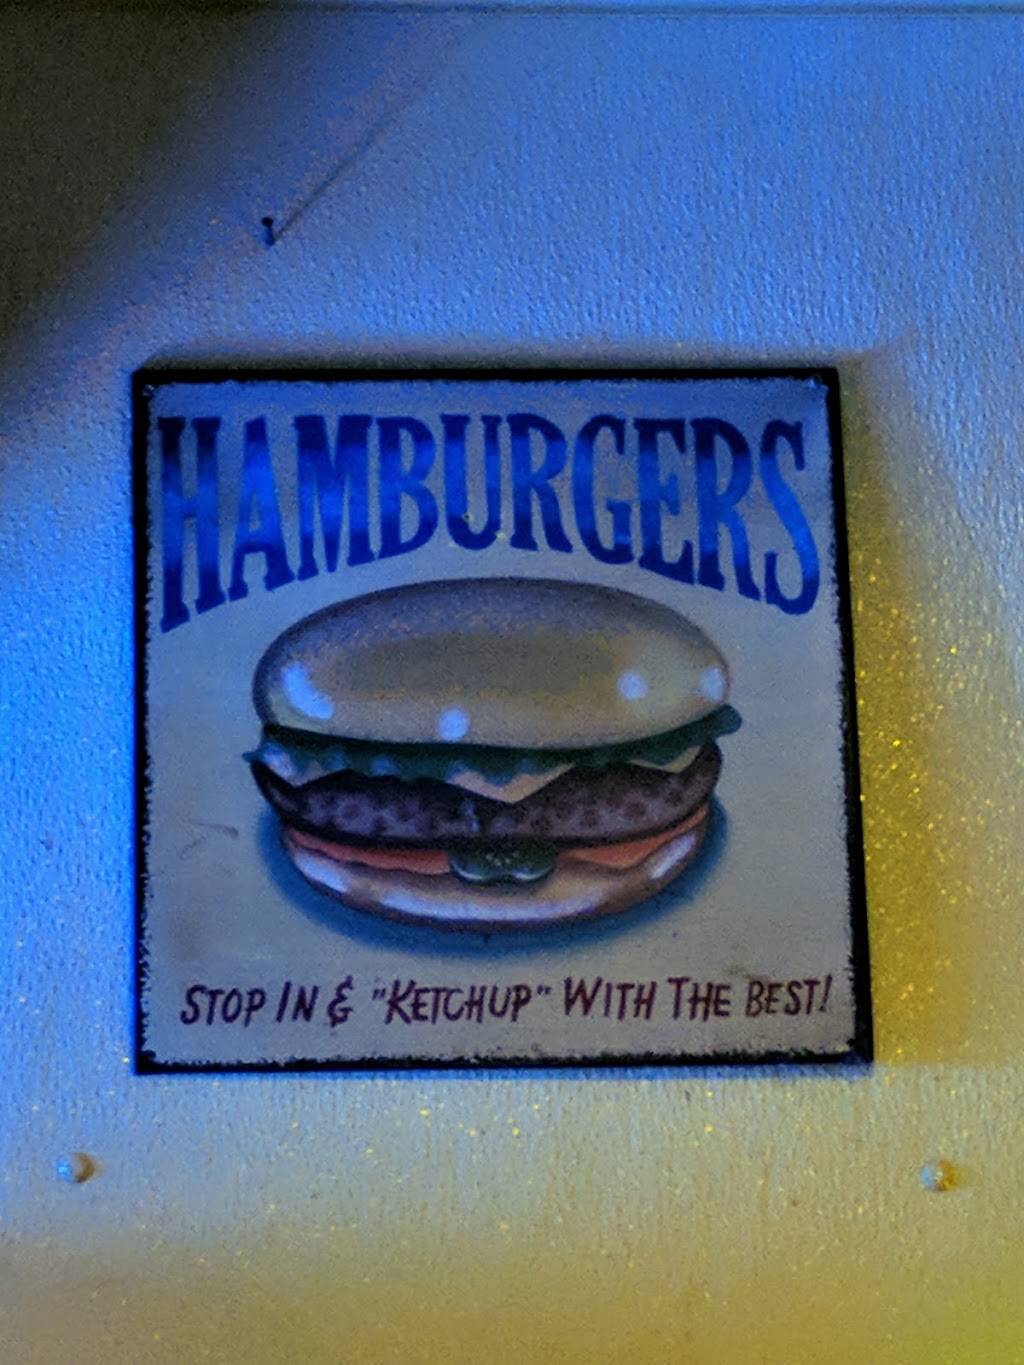 HAMBURGERS
STOP IN & "KETCHUP" WITH THE BEST!